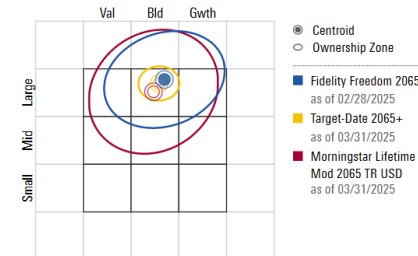 Val Bld Gwth
Large
Mid
Small
Centroid
Ownership Zone
Fidelity Freedom 2065
as of 02/28/2025
Target-Date 2065+
as of 03/31/2025
Morningstar Lifetime
Mod 2065 TR USD
as of 03/31/2025